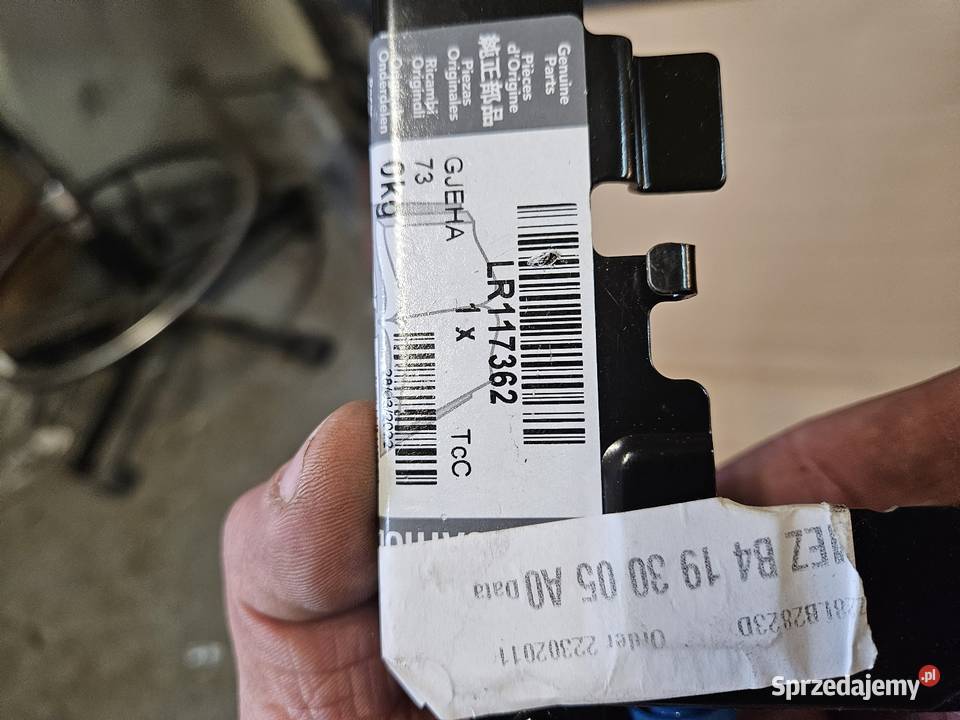 Genuine
Parts
Pièces
d'Origine
純正部品
Piezas
Originales
Ricambi
Originali
Onderdelen
GJEHA
73
0kg
LR117362
1 x
TcC
B4 19 30 05 A0 Data
Order 22302011
Sprzedajemy.pl